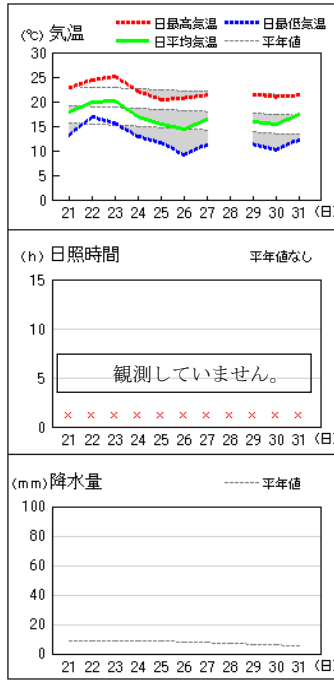 (℃) 気温
日最高気温 日最低気温
日平均気温 平年値
30
25
20
15
10
5
0
21 22 23 24 25 26 27 28 29 30 31 (日)
(h) 日照時間 平年値なし
15
10
5
0
観測していません。
× × × × × × × × × × ×
21 22 23 24 25 26 27 28 29 30 31 (日)
(mm) 降水量 平年値
100
80
60
40
20
0
21 22 23 24 25 26 27 28 29 30 31 (日)